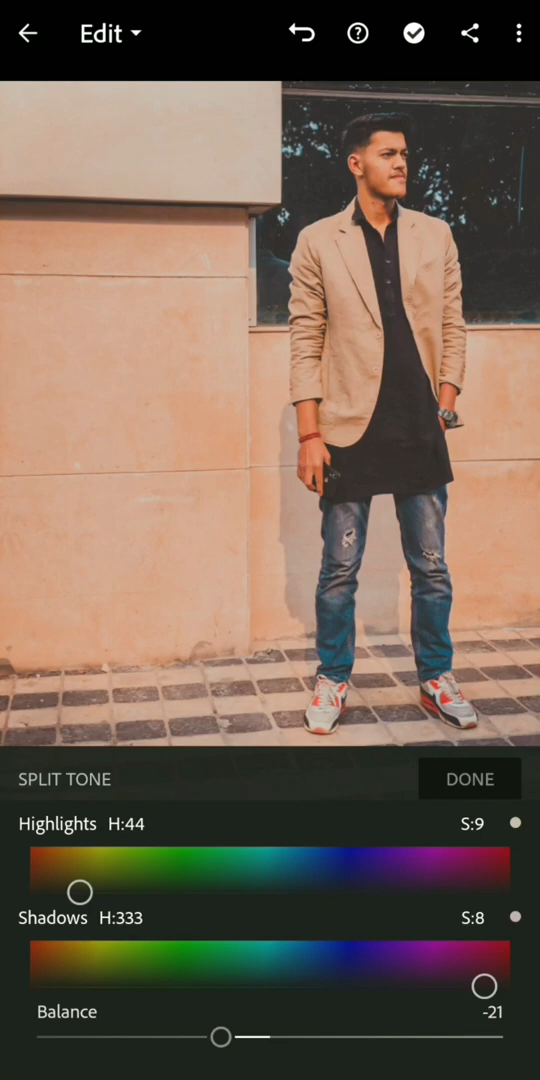 Edit
SPLIT TONE DONE
Highlights H:44 S:9
Shadows H:333 S:8
Balance -21